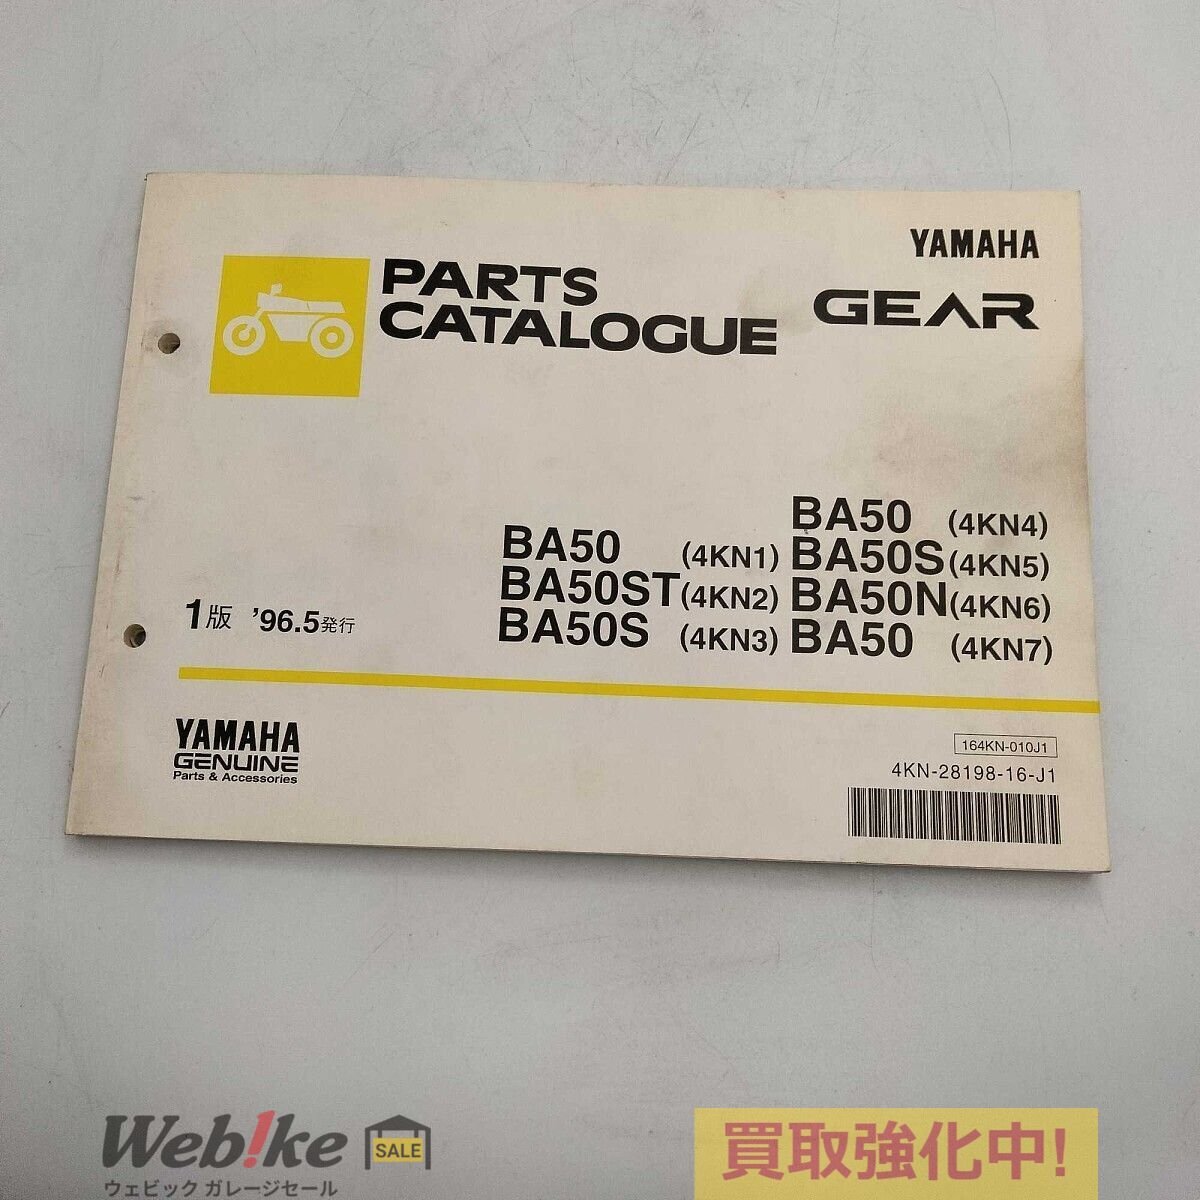 YAMAHA
PARTS
CATALOGUE
GEAR
BA50 (4KN1)
BA50ST (4KN2)
BA50S (4KN3)
BA50 (4KN4)
BA50S (4KN5)
BA50N (4KN6)
BA50 (4KN7)
1版 '96.5発行
YAMAHA
GENUINE
Parts & Accessories
164KN-010J1
4KN-28198-16-J1
Web!ke SALE
ウェビック ガレージセール
買取強化中!